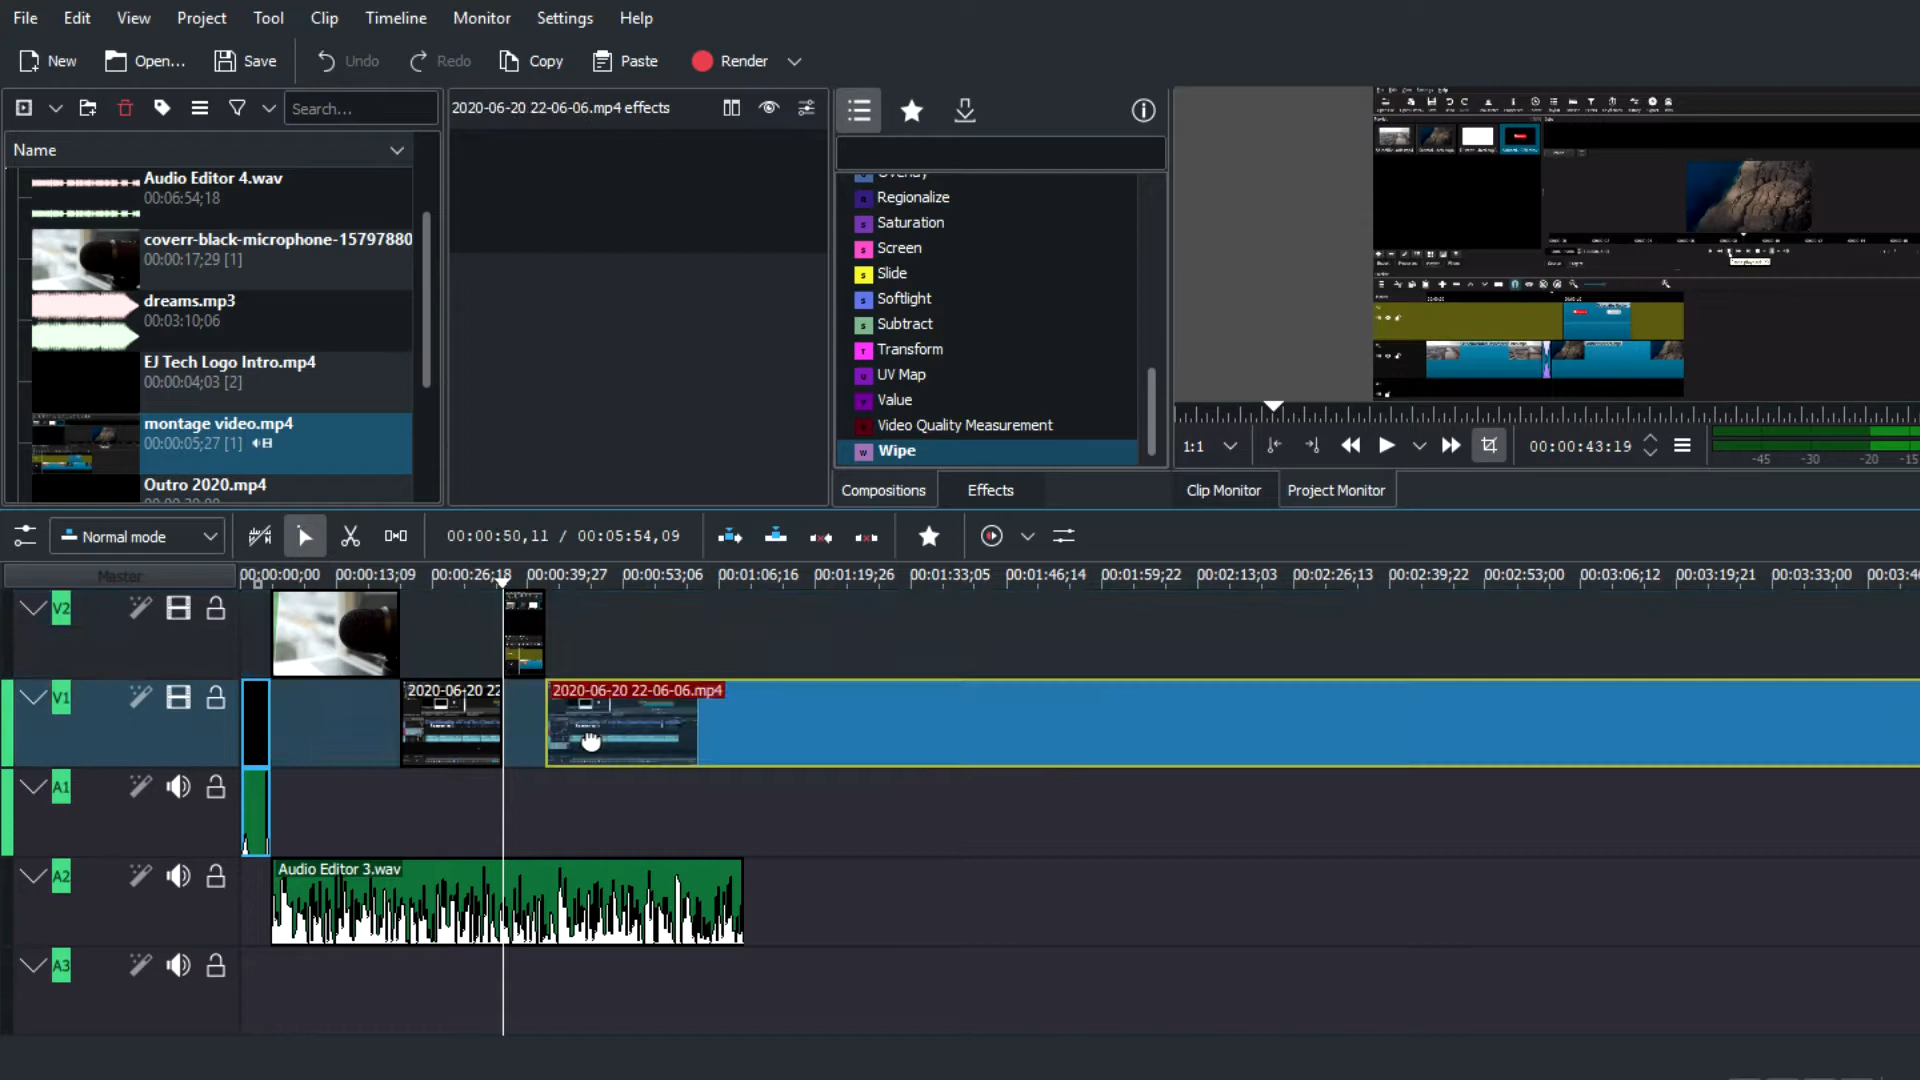 File Edit View Project Tool Clip Timeline Monitor Settings Help
New Open... Save Undo Redo Copy Paste Render
Search...
2020-06-20 22-06-06.mp4 effects
Name
Audio Editor 4.wav
00:06:54;18
coverr-black-microphone-15797880
00:00:17;29 [1]
dreams.mp3
00:03:10;06
EJ Tech Logo Intro.mp4
00:00:04;03 [2]
montage video.mp4
00:00:05;27 [1]
Outro 2020.mp4
Overlay
Regionalize
Saturation
Screen
Slide
Softlight
Subtract
Transform
UV Map
Value
Video Quality Measurement
Wipe
Compositions Effects
1:1 00:00:43:19
-45 -30 -20 -15
Clip Monitor Project Monitor
Normal mode 00:00:50,11 / 00:05:54,09
Master
00:00:00;00 00:00:13;09 00:00:26;18 00:00:39;27 00:00:53;06 00:01:06;16 00:01:19;26 00:01:33;05 00:01:46;14 00:01:59;22 00:02:13;03 00:02:26;13 00:02:39;22 00:02:53;00 00:03:06;12 00:03:19;21 00:03:33;00 00:03:46
V2
V1
2020-06-20 22
2020-06-20 22-06-06.mp4
A1
A2
Audio Editor 3.wav
A3